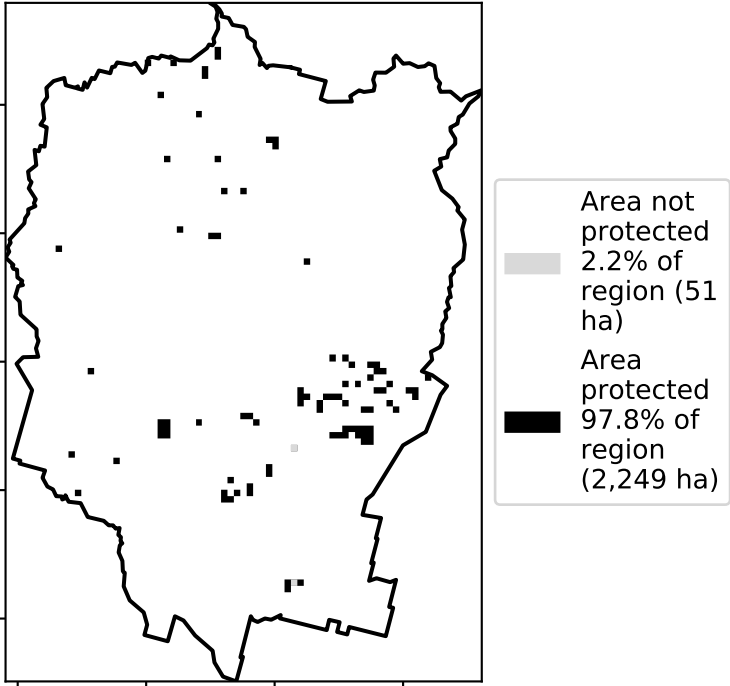 Area not
protected
2.2% of
region (51
ha)
Area
protected
97.8% of
region
(2,249 ha)